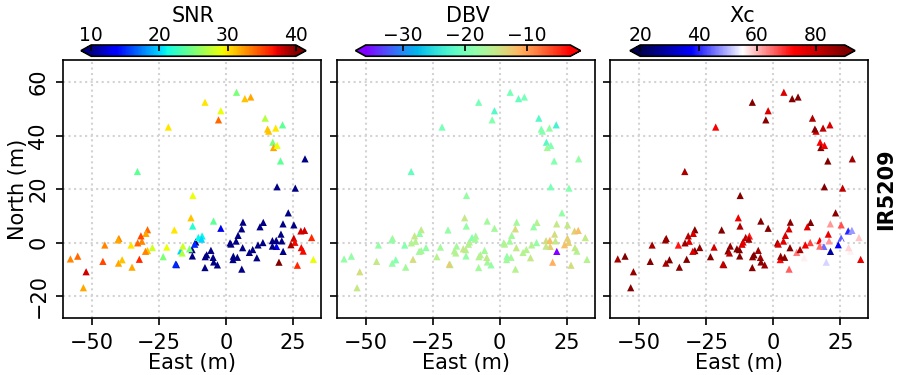 SNR DBV Xc
10 20 30 40 −30 −20 −10 20 40 60 80
60
40
20
0
−20
North (m)
IR5209
−50 −25 0 25 −50 −25 0 25 −50 −25 0 25
East (m) East (m) East (m)